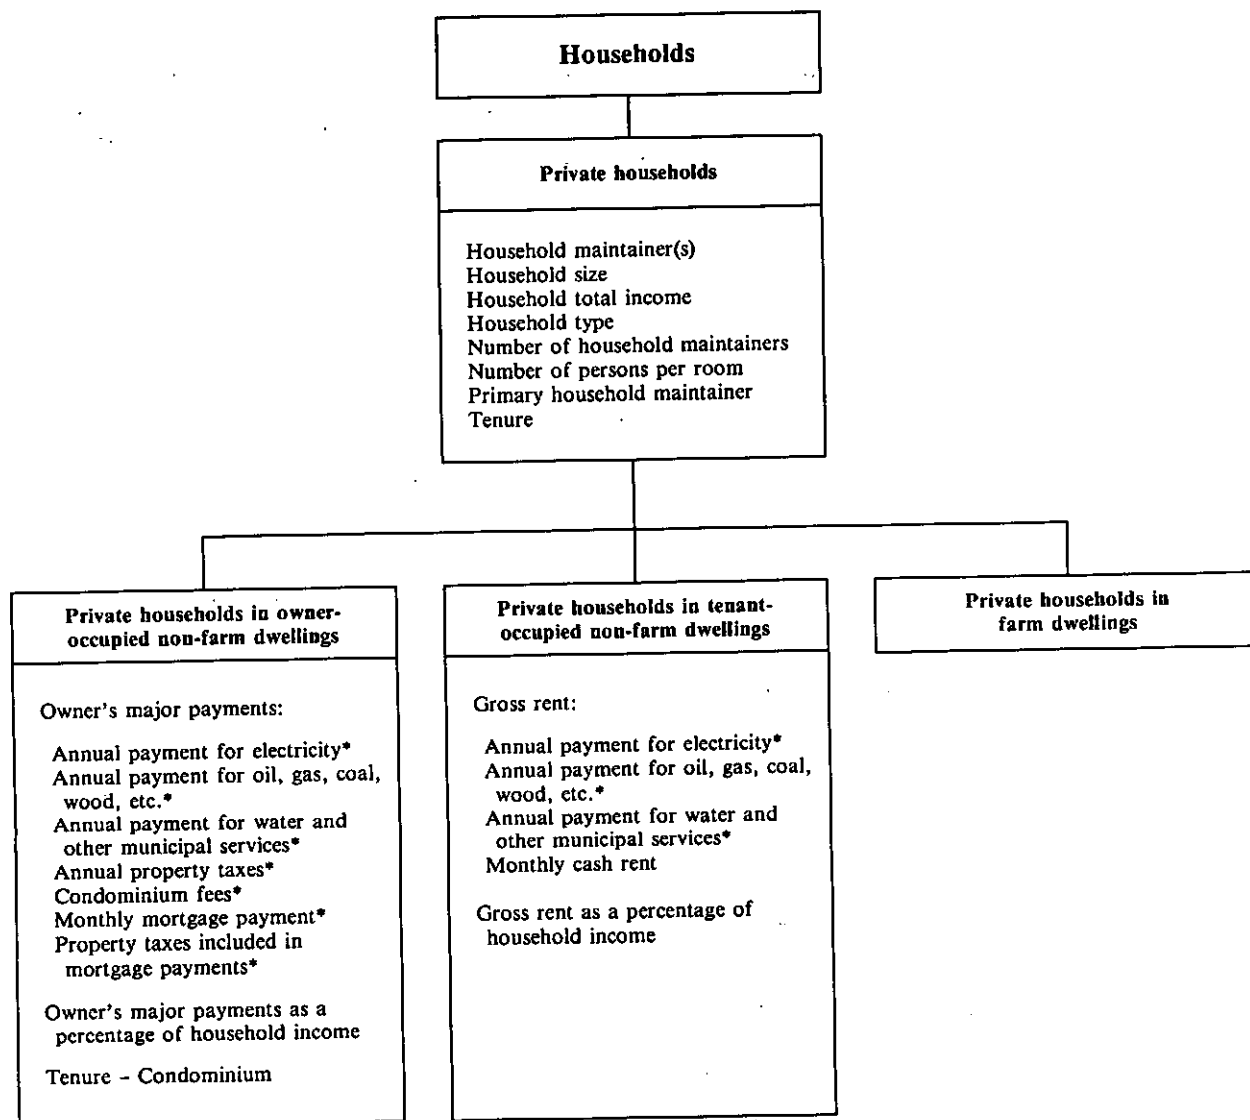 Households
Private households
Household maintainer(s)
Household size
Household total income
Household type
Number of household maintainers
Number of persons per room
Primary household maintainer
Tenure
Private households in owner-
occupied non-farm dwellings
Owner's major payments:
Annual payment for electricity*
Annual payment for oil, gas, coal,
wood, etc.*
Annual payment for water and
other municipal services*
Annual property taxes*
Condominium fees*
Monthly mortgage payment*
Property taxes included in
mortgage payments*
Owner's major payments as a
percentage of household income
Tenure – Condominium
Private households in tenant-
occupied non-farm dwellings
Gross rent:
Annual payment for electricity*
Annual payment for oil, gas, coal,
wood, etc.*
Annual payment for water and
other municipal services*
Monthly cash rent
Gross rent as a percentage of
household income
Private households in
farm dwellings